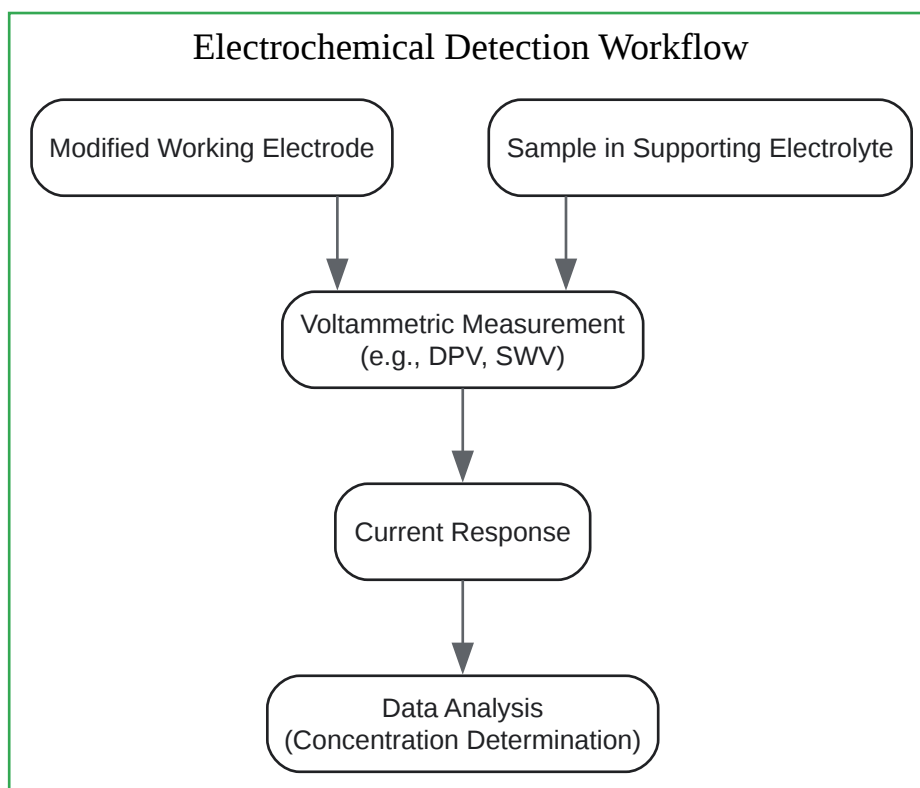 Electrochemical Detection Workflow
Modified Working Electrode
Sample in Supporting Electrolyte
Voltammetric Measurement
(e.g., DPV, SWV)
Current Response
Data Analysis
(Concentration Determination)